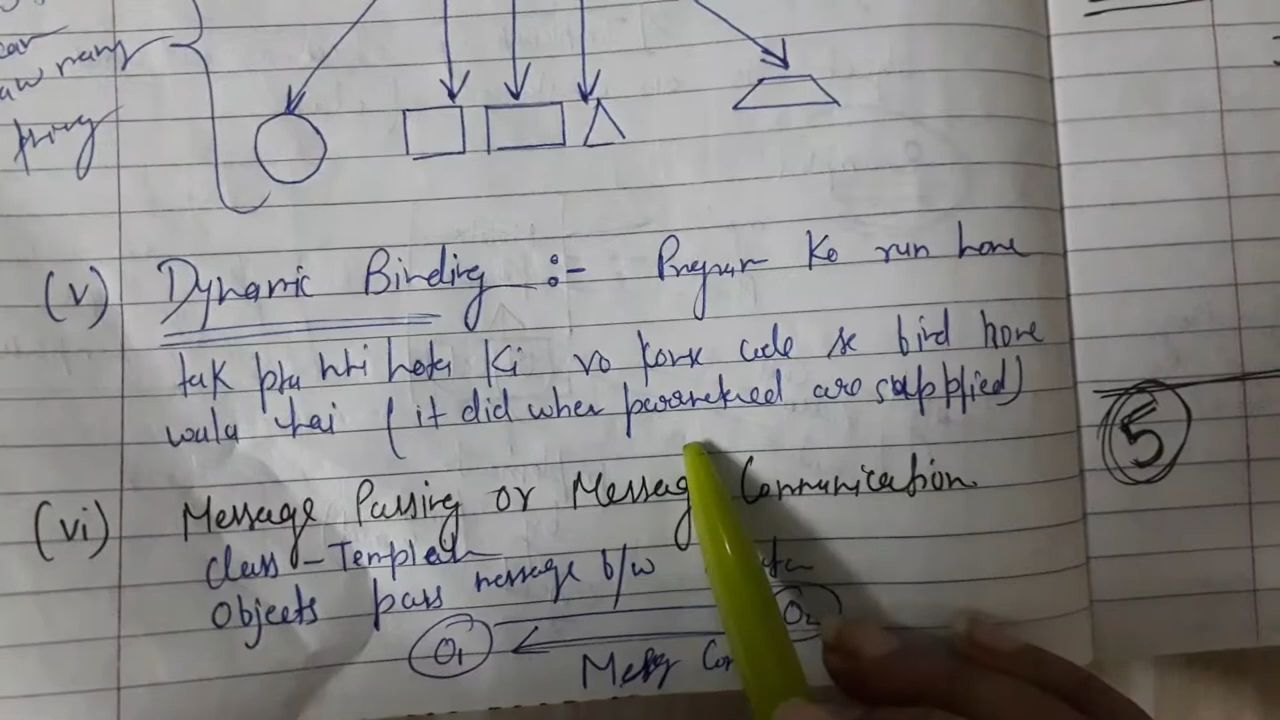 (v) Dynamic Binding :- Program Ko run hone
tak pta nhi hota Ki vo konse code se bind hone
wala hai (it did when parametred are supplied)
(vi) Message Passing or Message Communication.
class - Template
Objects pass message b/w
O1 O2